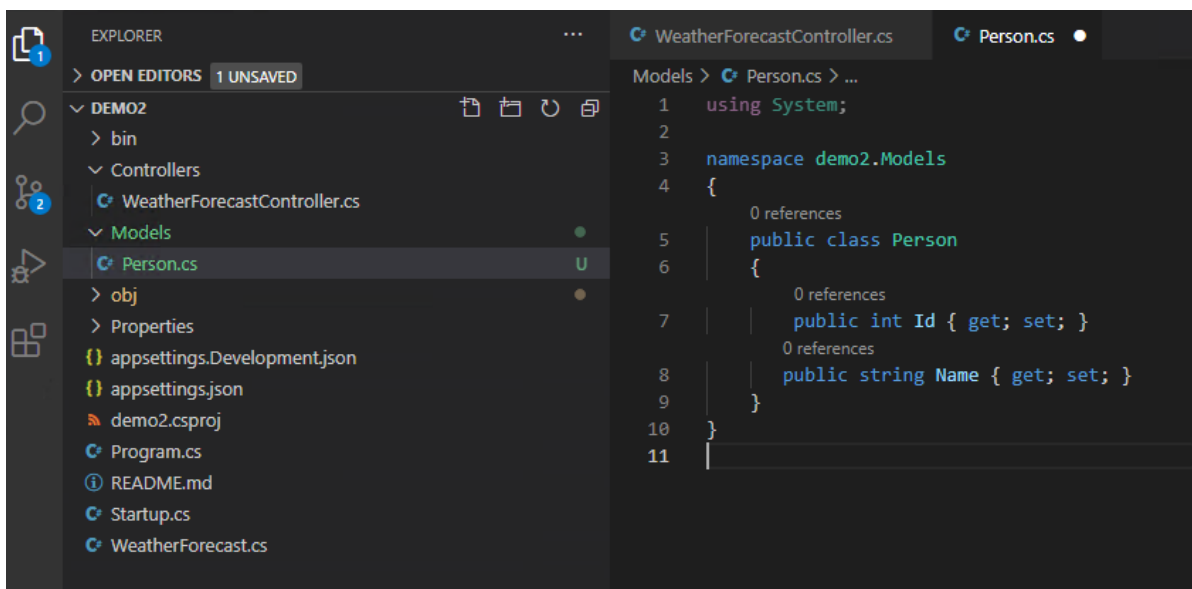 EXPLORER
OPEN EDITORS 1 UNSAVED
DEMO2
bin
Controllers
C# WeatherForecastController.cs
Models
C# Person.cs U
obj
Properties
{} appsettings.Development.json
{} appsettings.json
demo2.csproj
C# Program.cs
README.md
C# Startup.cs
C# WeatherForecast.cs
1
2
C# WeatherForecastController.cs
C# Person.cs
Models > C# Person.cs > ...
1 using System;
2
3 namespace demo2.Models
4 {
0 references
5 public class Person
6 {
0 references
7 public int Id { get; set; }
0 references
8 public string Name { get; set; }
9 }
10 }
11